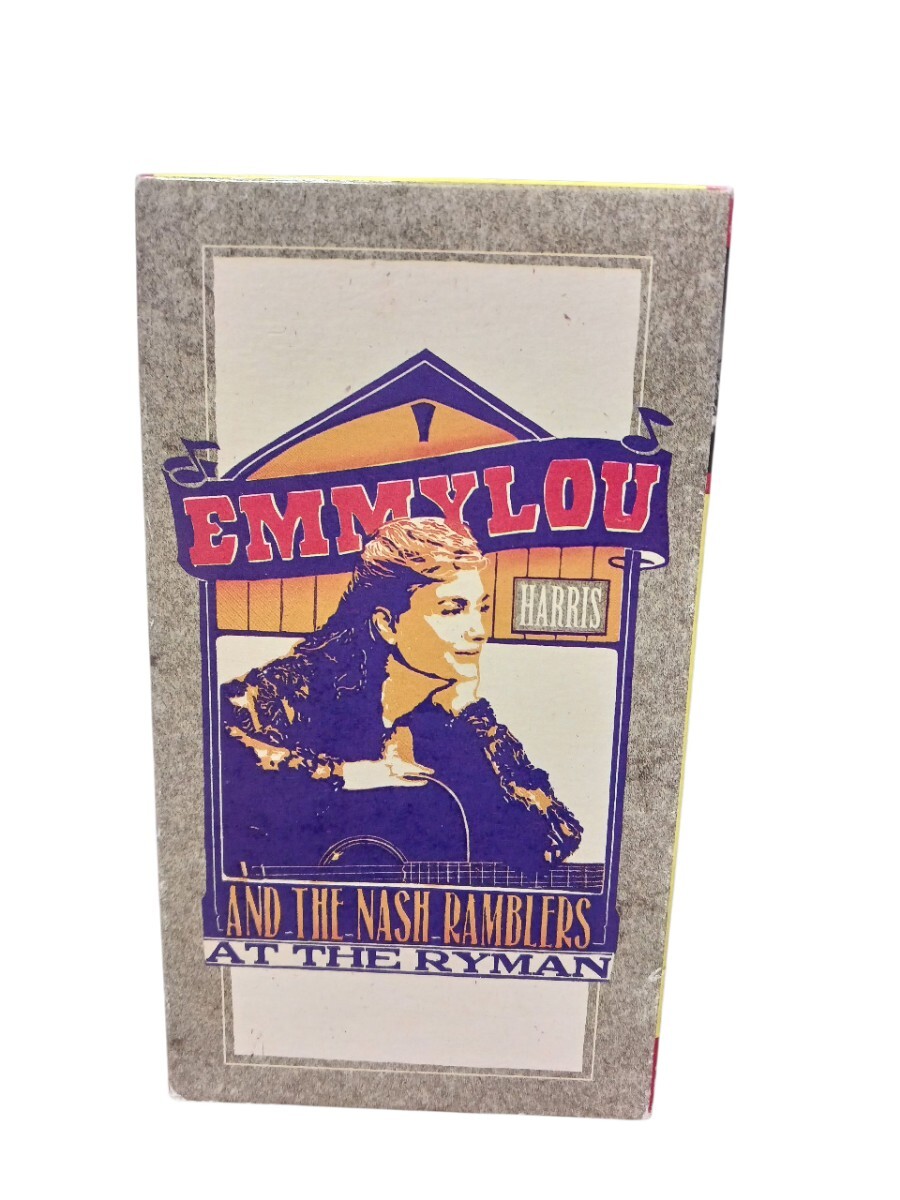 EMMYLOU
HARRIS
AND THE NASH RAMBLERS
AT THE RYMAN